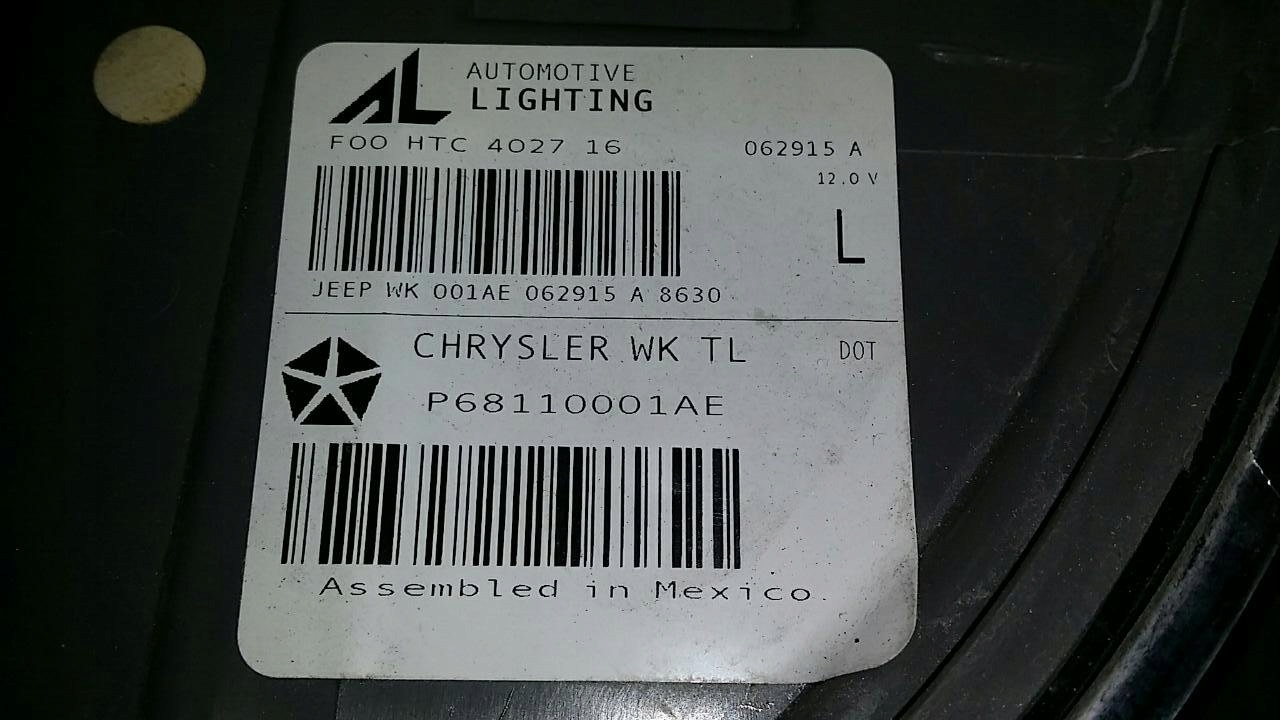 AL AUTOMOTIVE
LIGHTING
FOO HTC 4027 16
062915 A
12.0 V
L
JEEP WK 001AE 062915 A 8630
CHRYSLER WK TL
DOT
P68110001AE
Assembled in Mexico.